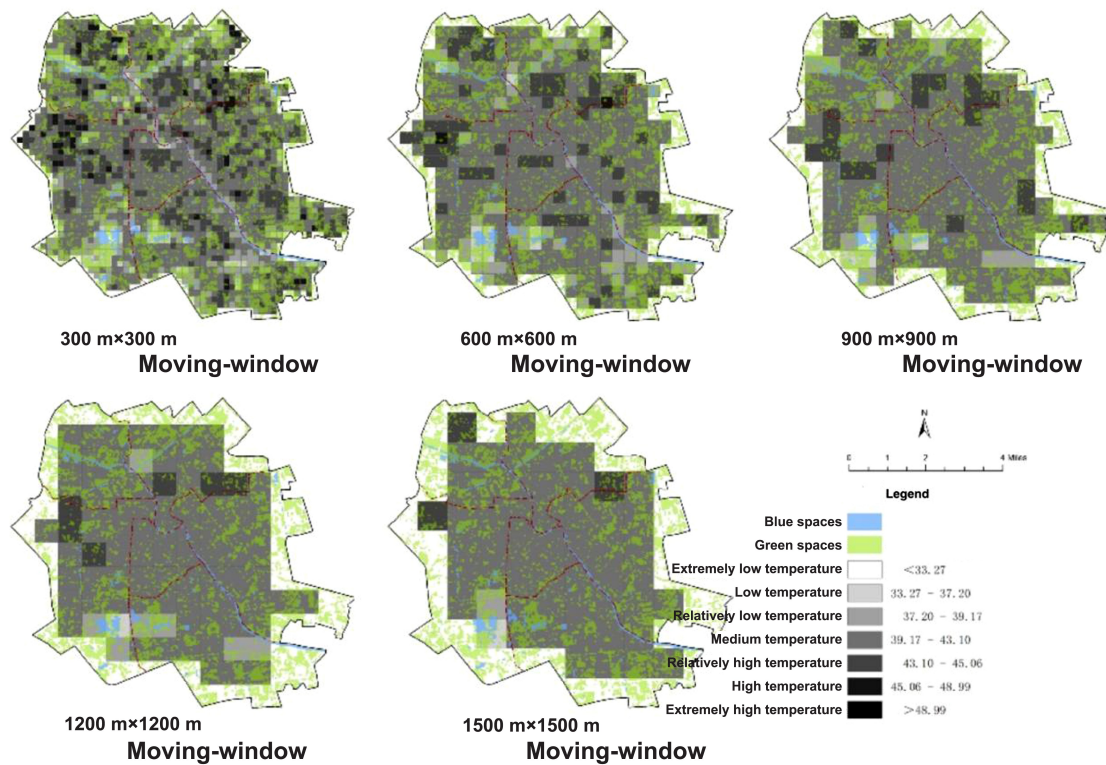 300 m×300 m
Moving-window
600 m×600 m
Moving-window
900 m×900 m
Moving-window
1200 m×1200 m
Moving-window
1500 m×1500 m
Moving-window
N
0 1 2 4 Miles
Legend
Blue spaces
Green spaces
Extremely low temperature <33.27
Low temperature 33.27 - 37.20
Relatively low temperature 37.20 - 39.17
Medium temperature 39.17 - 43.10
Relatively high temperature 43.10 - 45.06
High temperature 45.06 - 48.99
Extremely high temperature >48.99